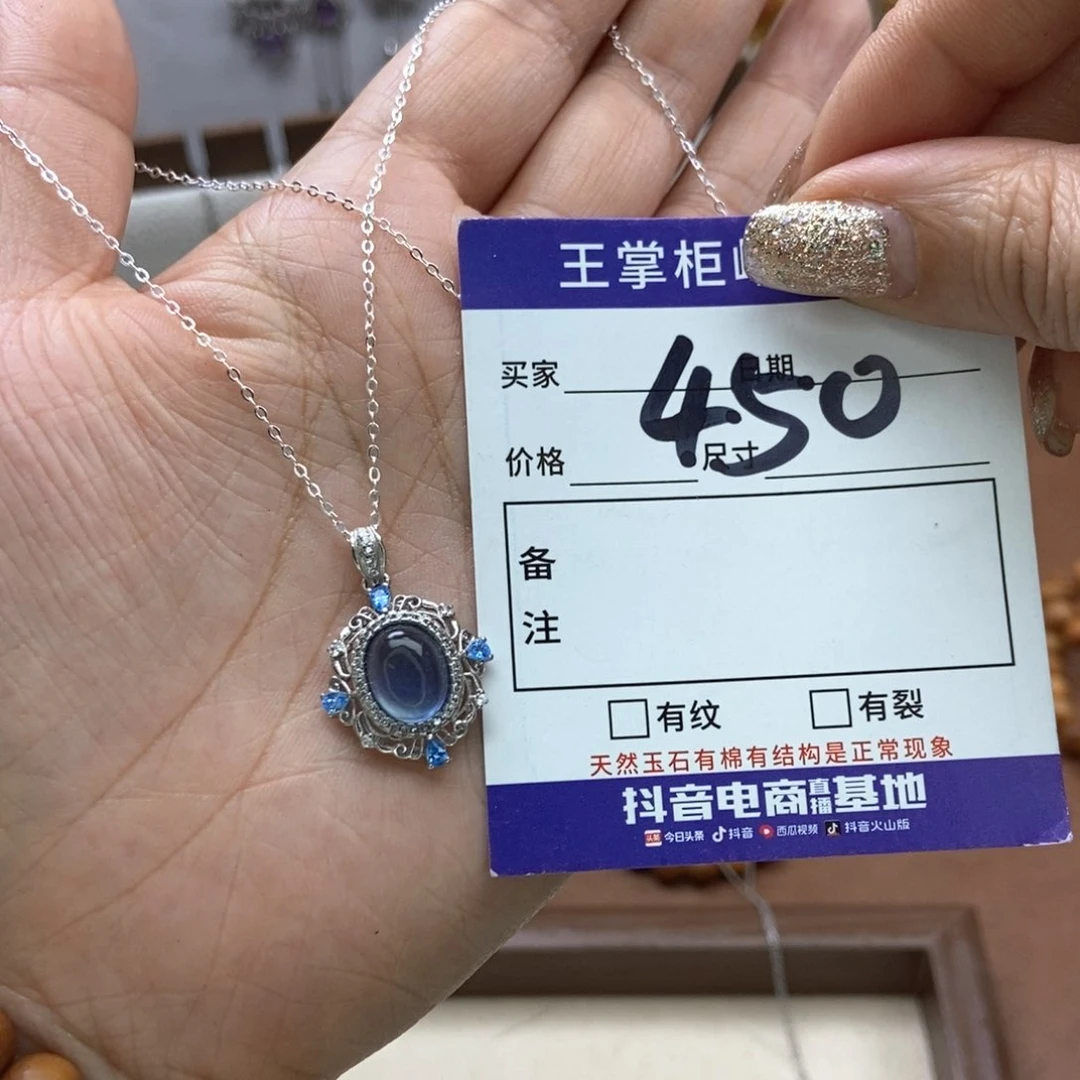 王掌柜
买家 日期
450
价格 尺寸
备
注
有纹 有裂
天然玉石有棉有结构是正常现象
抖音电商直播基地
头条 今日头条 抖音 西瓜视频 抖音火山版